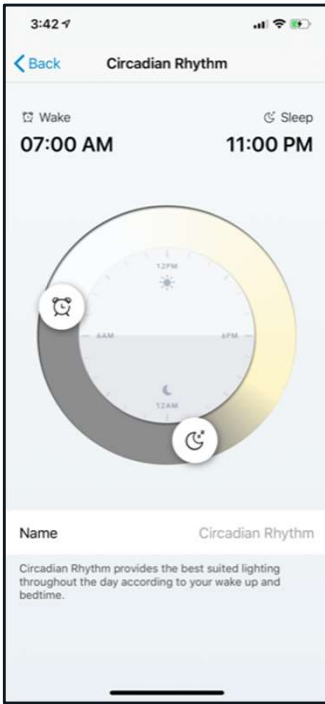 3:42
Back Circadian Rhythm
Wake Sleep
07:00 AM 11:00 PM
12PM
6AM 6PM
12AM
Name Circadian Rhythm
Circadian Rhythm provides the best suited lighting
throughout the day according to your wake up and
bedtime.